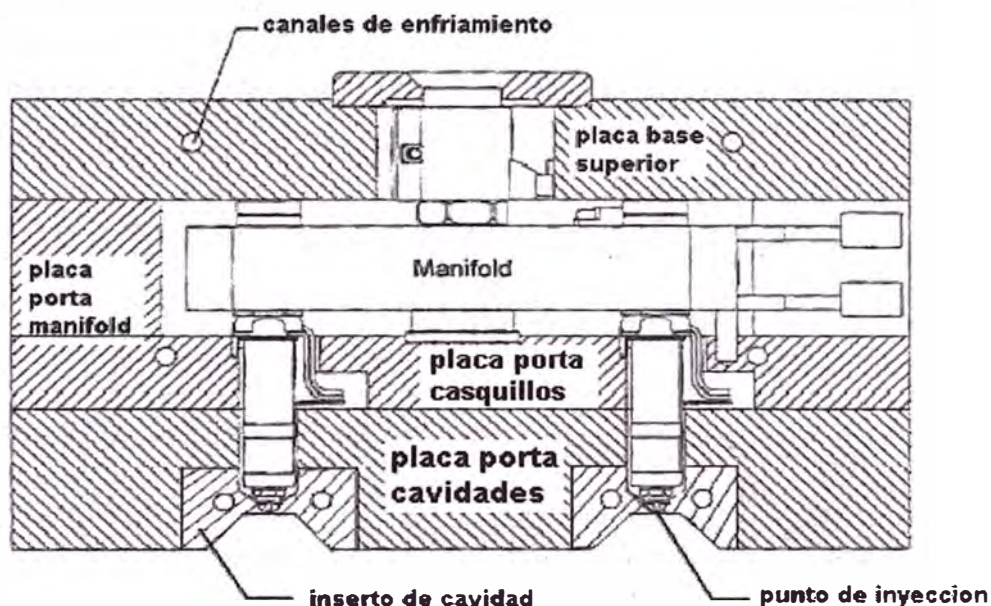 canales de enfriamiento
placa base
superior
Manifold
placa
porta
manifold
placa porta
casquillos
placa porta
cavidades
inserto de cavidad
punto de inyeccion